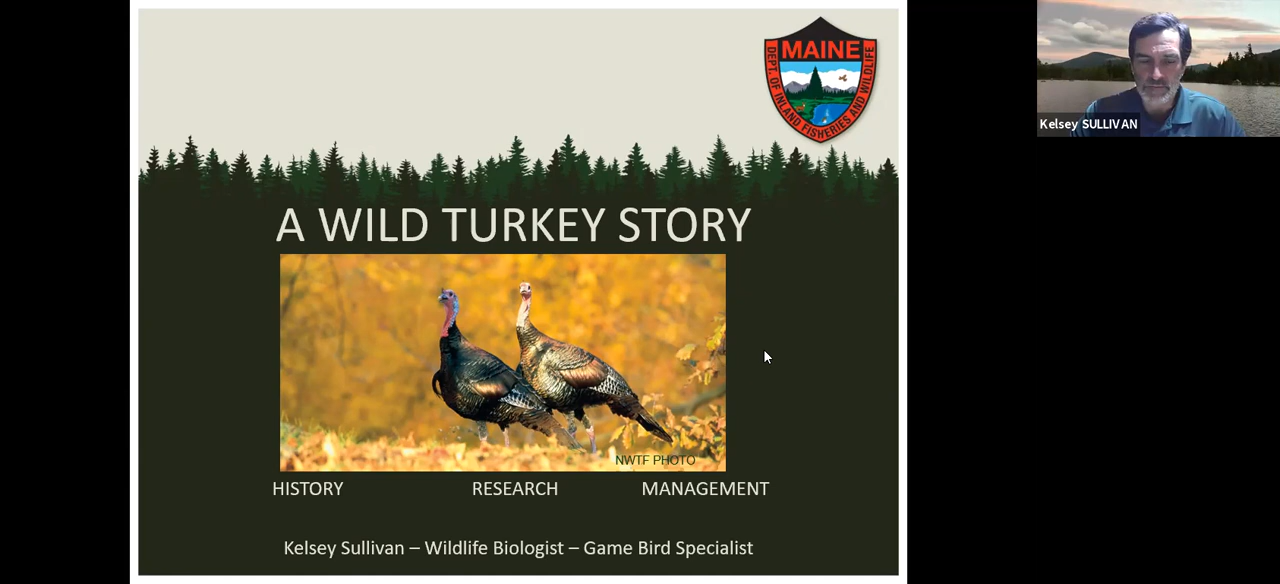 MAINE
DEPT. OF INLAND FISHERIES AND WILDLIFE
Kelsey SULLIVAN
A WILD TURKEY STORY
NWTF PHOTO
HISTORY RESEARCH MANAGEMENT
Kelsey Sullivan – Wildlife Biologist – Game Bird Specialist